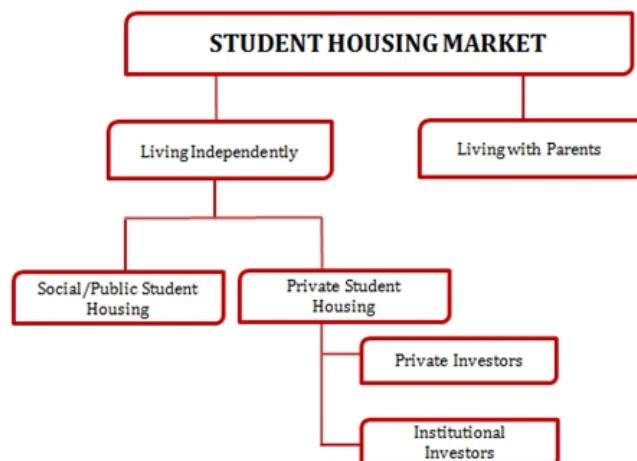 STUDENT HOUSING MARKET
Living Independently
Living with Parents
Social/Public Student
Housing
Private Student
Housing
Private Investors
Institutional
Investors